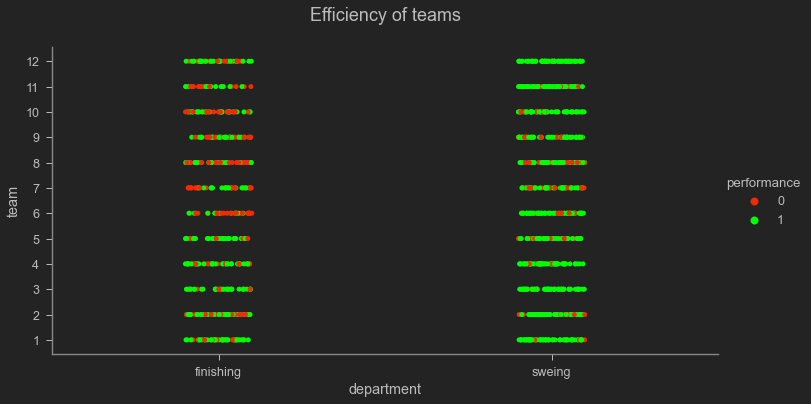 Efficiency of teams
team
12
11
10
9
8
7
6
5
4
3
2
1
finishing
sweing
department
performance
0
1